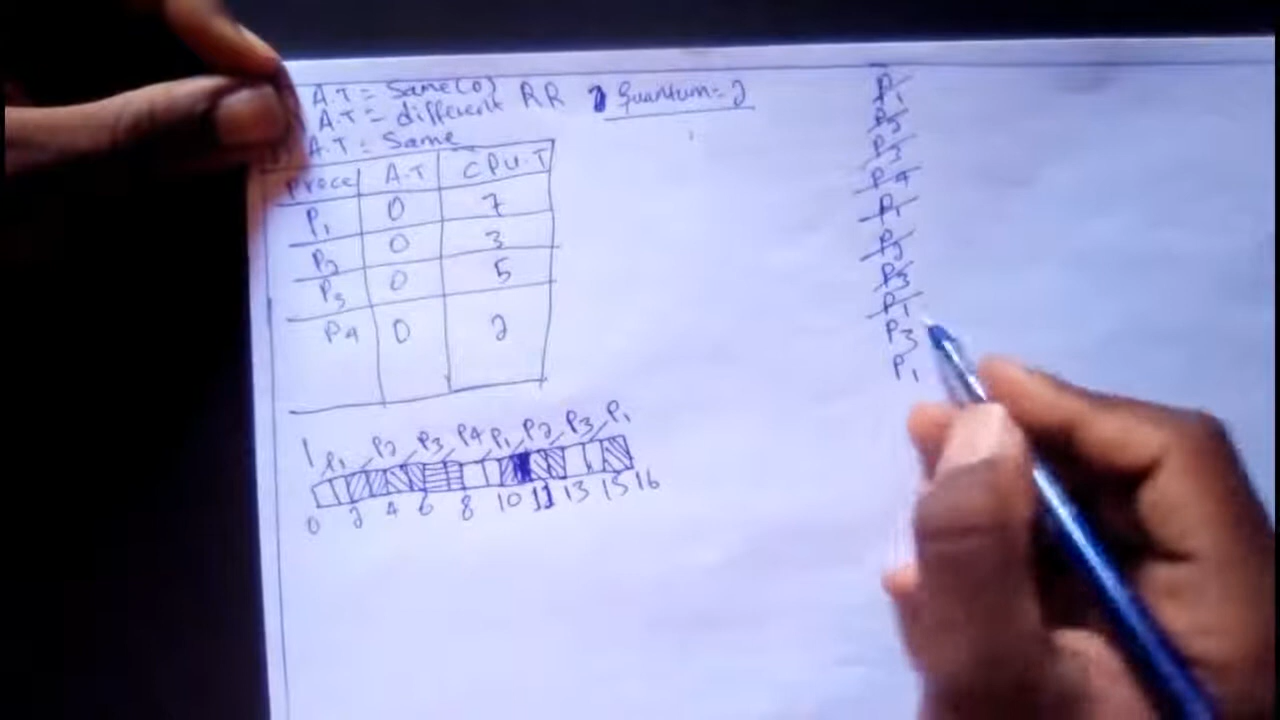 A.T = Same(0)
A.T = different RR Quantum = 2
A.T = Same
Proce A.T CPU.T
P1 0 7
P2 0 3
P3 0 5
P4 0 2
P1 P2 P3 P4 P1 P2 P3 P1
0 2 4 6 8 10 11 13 15 16
P1
P2
P3
P4
P1
P2
P3
P1
P3
P1